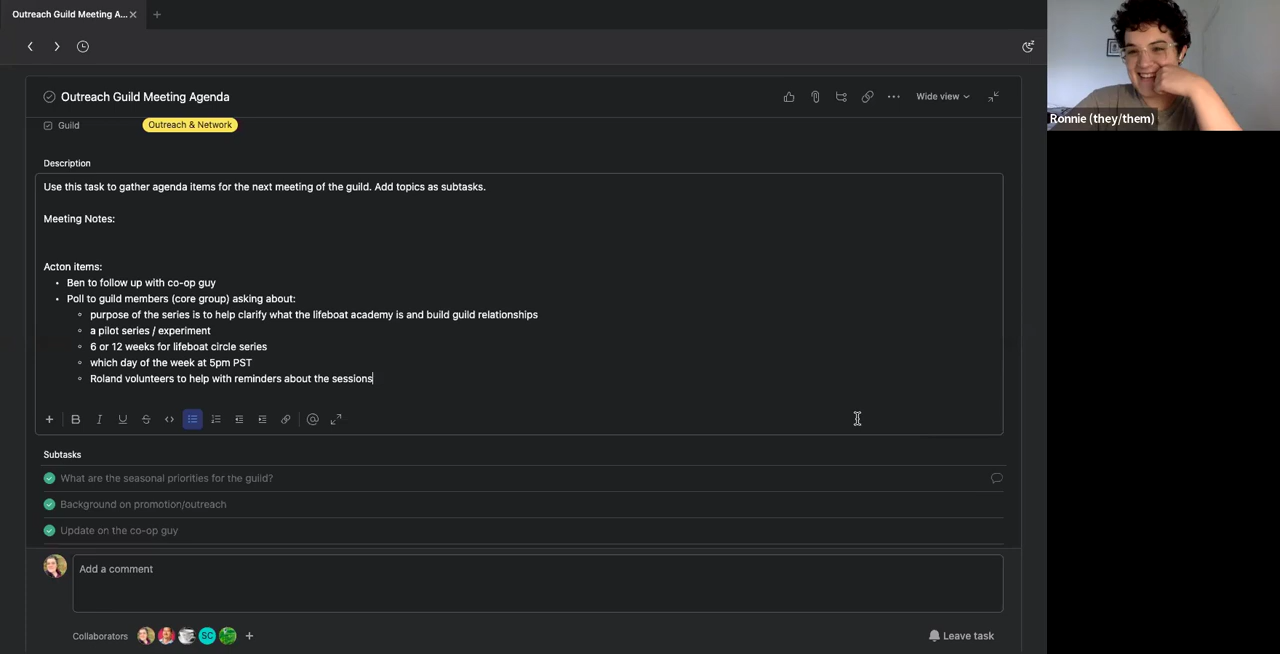 Outreach Guild Meeting A...
Outreach Guild Meeting Agenda
Wide view
Guild
Outreach & Network
Description
Use this task to gather agenda items for the next meeting of the guild. Add topics as subtasks.
Meeting Notes:
Acton items:
Ben to follow up with co-op guy
Poll to guild members (core group) asking about:
purpose of the series is to help clarify what the lifeboat academy is and build guild relationships
a pilot series / experiment
6 or 12 weeks for lifeboat circle series
which day of the week at 5pm PST
Roland volunteers to help with reminders about the sessions
Subtasks
What are the seasonal priorities for the guild?
Background on promotion/outreach
Update on the co-op guy
Add a comment
Collaborators
SC
Leave task
Ronnie (they/them)